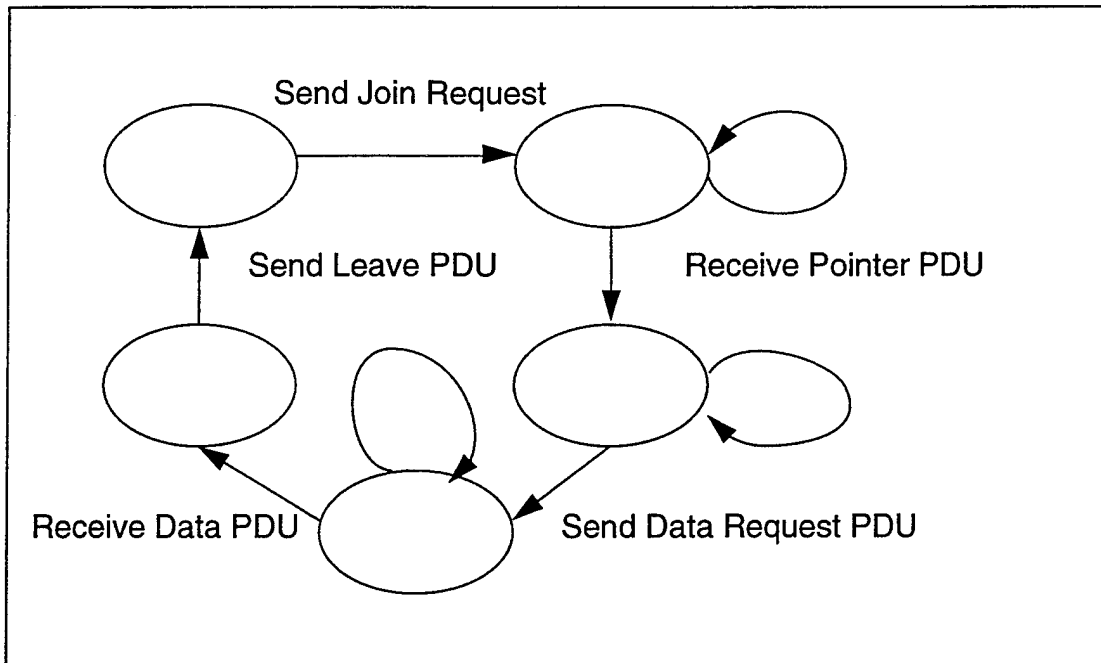 Send Join Request
Send Leave PDU
Receive Pointer PDU
Receive Data PDU
Send Data Request PDU